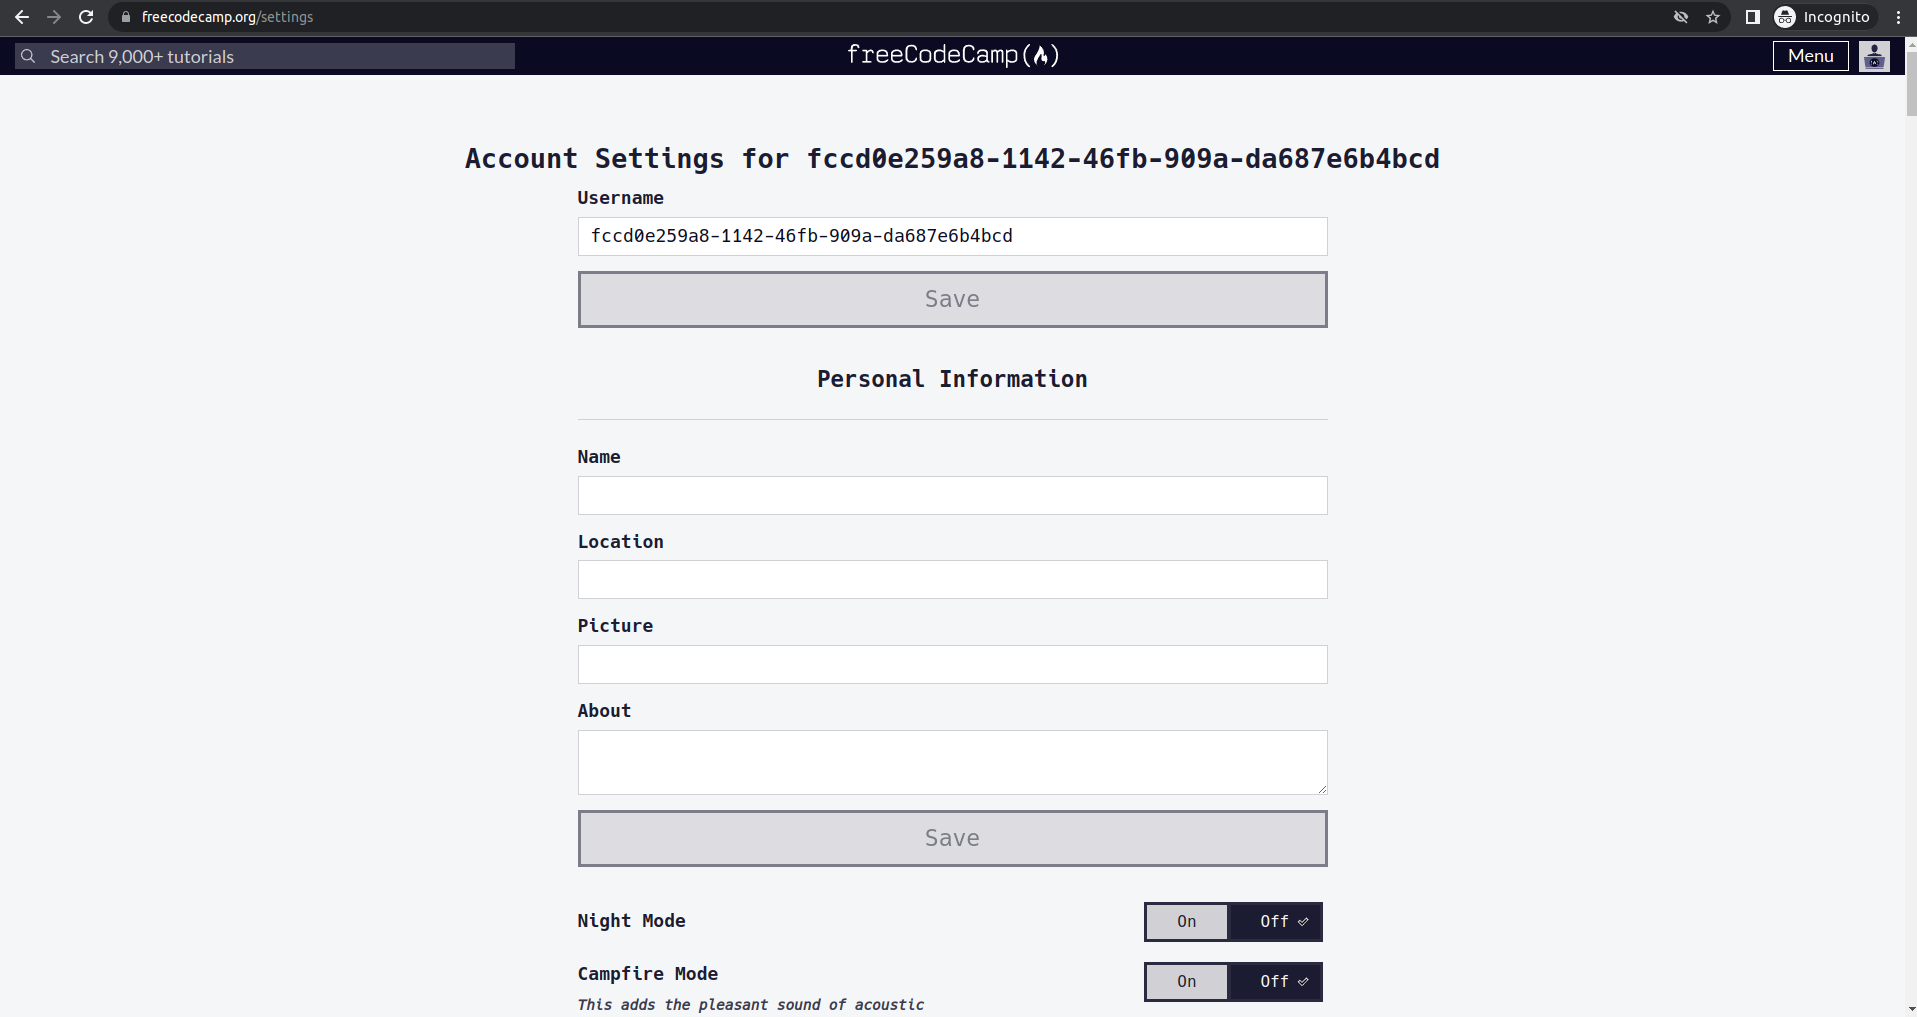 freecodecamp.org/settings
Incognito
Search 9,000+ tutorials
freeCodeCamp
Menu
Account Settings for fccd0e259a8-1142-46fb-909a-da687e6b4bcd
Username
fccd0e259a8-1142-46fb-909a-da687e6b4bcd
Save
Personal Information
Name
Location
Picture
About
Save
Night Mode
On Off
Campfire Mode
On Off
This adds the pleasant sound of acoustic